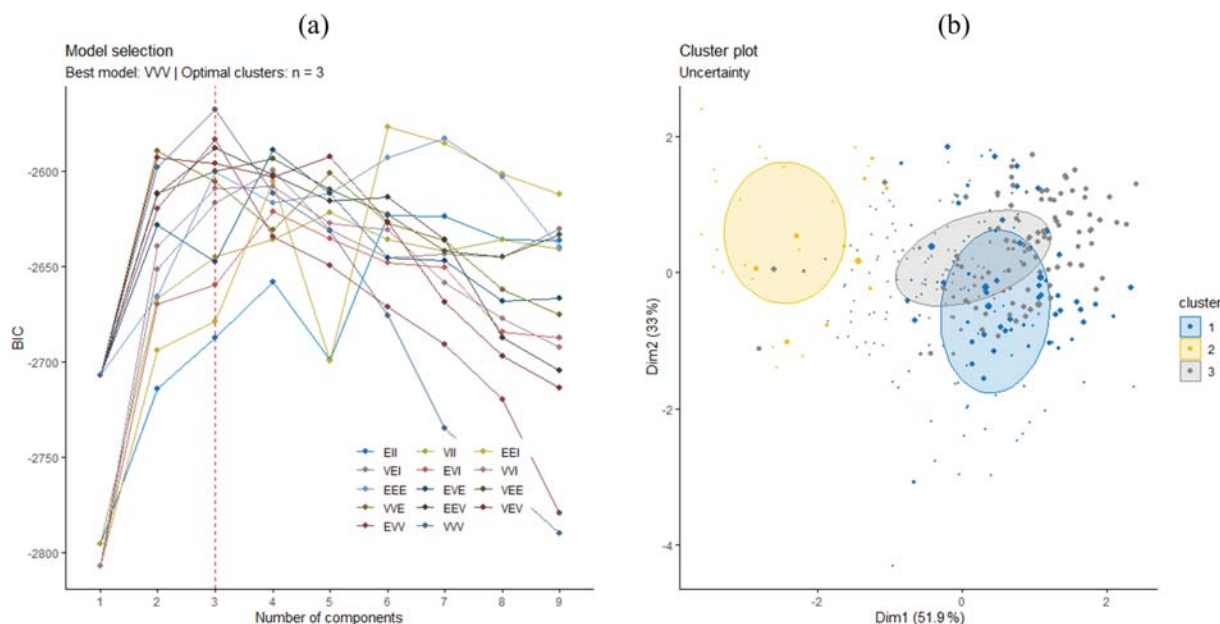 (a)
Model selection
Best model: VVV | Optimal clusters: n = 3
BIC
-2600
-2650
-2700
-2750
-2800
EII VII EEI
VEI EVI VVI
EEE EVE VEE
VVE EEV VEV
EVV VVV
1 2 3 4 5 6 7 8 9
Number of components
(b)
Cluster plot
Uncertainty
Dim2 (33%)
2
0
-2
-4
-2 0 2
Dim1 (51.9%)
cluster
1
2
3